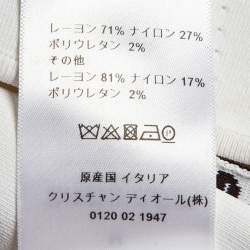 レーヨン 71% ナイロン 27%
ポリウレタン 2%
その他
レーヨン 81% ナイロン 17%
ポリウレタン 2%
原産国 イタリア
クリスチャン ディオール(株)
0120 02 1947